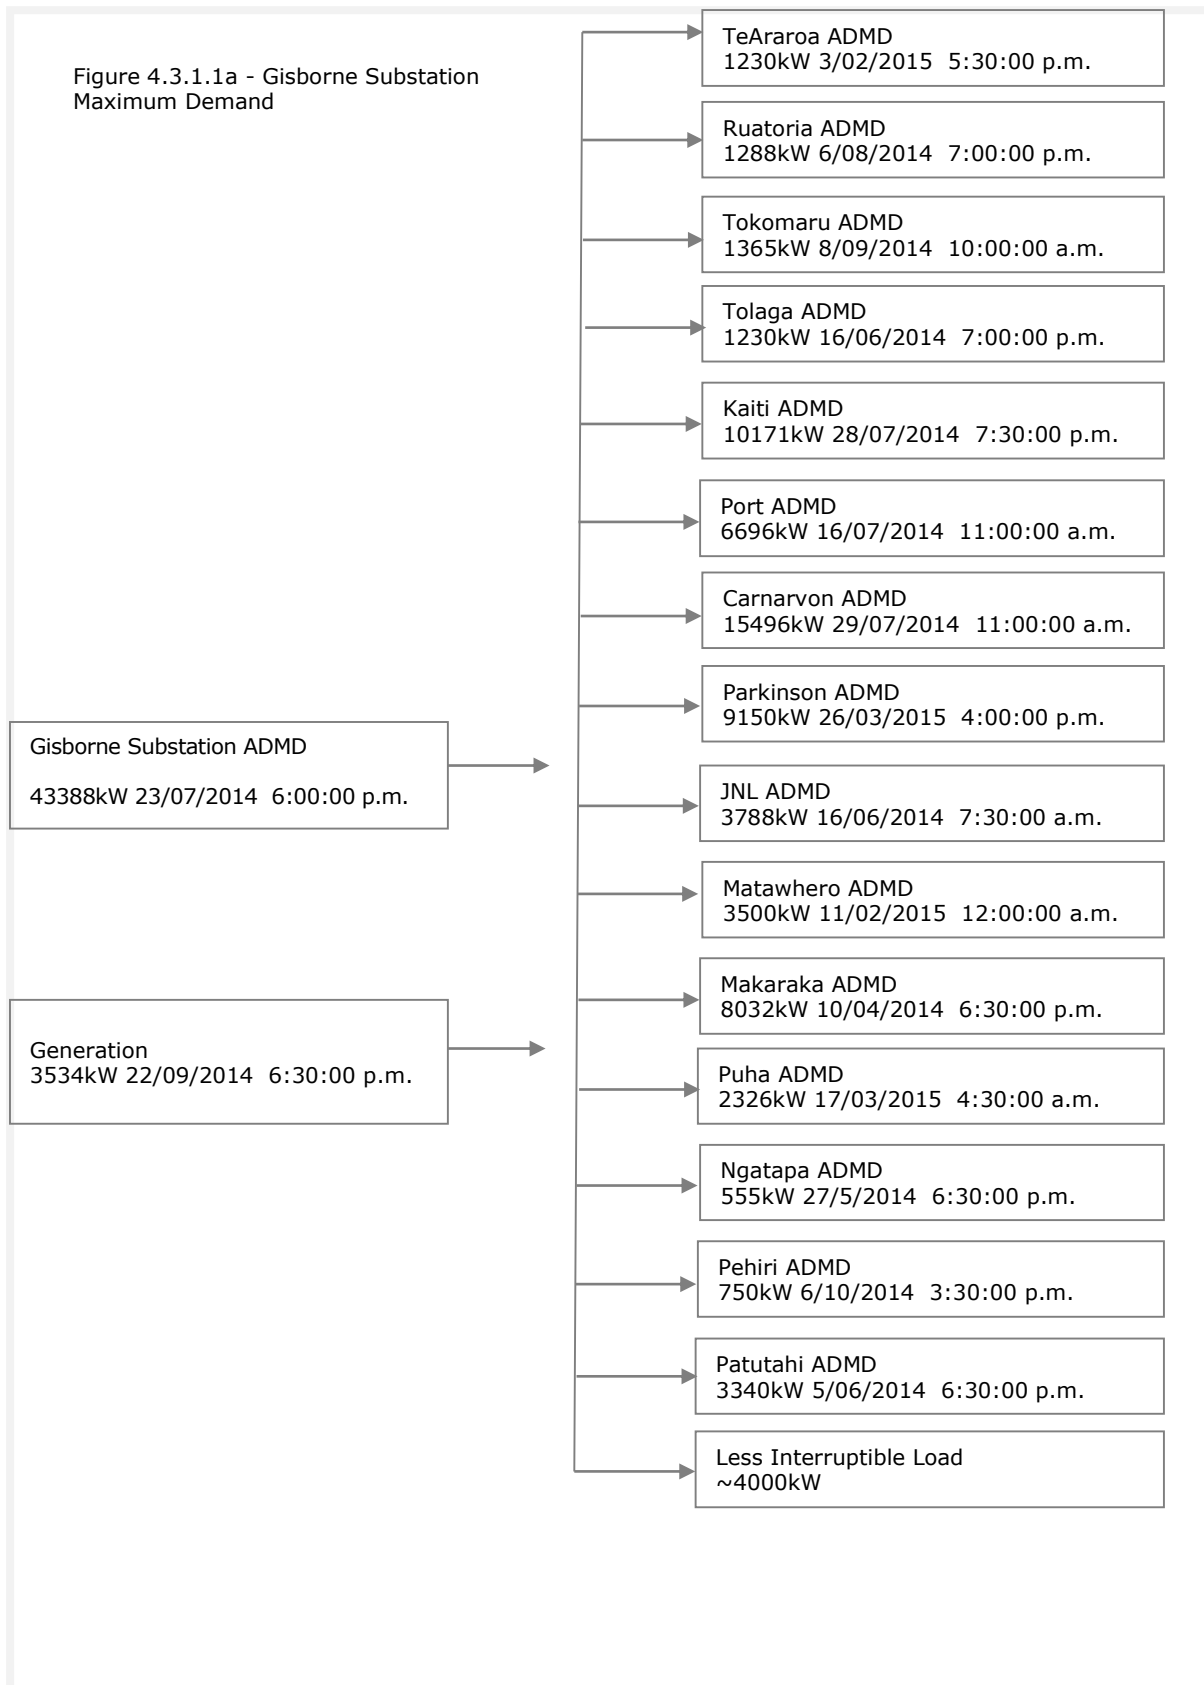 Figure 4.3.1.1a - Gisborne Substation
Maximum Demand
TeAraroa ADMD
1230kW 3/02/2015 5:30:00 p.m.
Ruatoria ADMD
1288kW 6/08/2014 7:00:00 p.m.
Tokomaru ADMD
1365kW 8/09/2014 10:00:00 a.m.
Tolaga ADMD
1230kW 16/06/2014 7:00:00 p.m.
Kaiti ADMD
10171kW 28/07/2014 7:30:00 p.m.
Port ADMD
6696kW 16/07/2014 11:00:00 a.m.
Carnarvon ADMD
15496kW 29/07/2014 11:00:00 a.m.
Parkinson ADMD
9150kW 26/03/2015 4:00:00 p.m.
Gisborne Substation ADMD
43388kW 23/07/2014 6:00:00 p.m.
JNL ADMD
3788kW 16/06/2014 7:30:00 a.m.
Matawhero ADMD
3500kW 11/02/2015 12:00:00 a.m.
Makaraka ADMD
8032kW 10/04/2014 6:30:00 p.m.
Generation
3534kW 22/09/2014 6:30:00 p.m.
Puha ADMD
2326kW 17/03/2015 4:30:00 a.m.
Ngatapa ADMD
555kW 27/5/2014 6:30:00 p.m.
Pehiri ADMD
750kW 6/10/2014 3:30:00 p.m.
Patutahi ADMD
3340kW 5/06/2014 6:30:00 p.m.
Less Interruptible Load
~4000kW